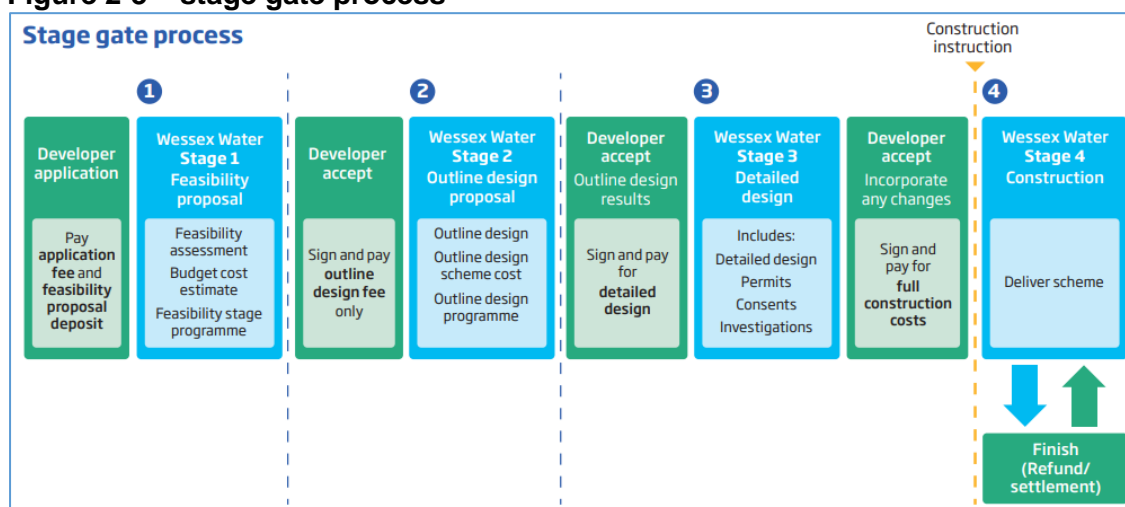 Figure stage gate process
Stage gate process
Construction
instruction
1
2
3
4
Developer
application
Pay
application
fee and
feasibility
proposal
deposit
Wessex Water
Stage 1
Feasibility
proposal
Feasibility
assessment
Budget cost
estimate
Feasibility stage
programme
Developer
accept
Sign and pay
outline
design fee
only
Wessex Water
Stage 2
Outline design
proposal
Outline design
Outline design
scheme cost
Outline design
programme
Developer
accept
Outline design
results
Sign and pay
for
detailed
design
Wessex Water
Stage 3
Detailed
design
Includes:
Detailed design
Permits
Consents
Investigations
Developer
accept
Incorporate
any changes
Sign and
pay for
full
construction
costs
Wessex Water
Stage 4
Construction
Deliver scheme
Finish
(Refund/
settlement)